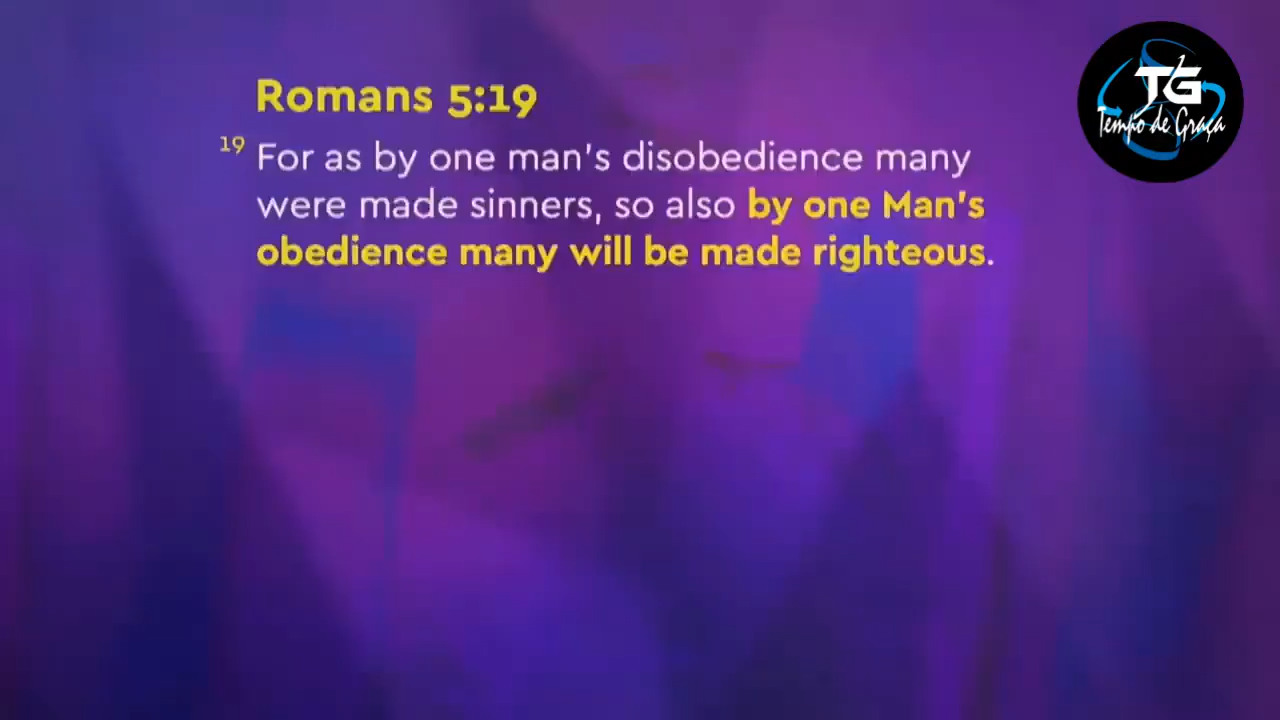 Romans 5:19
19 For as by one man's disobedience many
were made sinners, so also by one Man's
obedience many will be made righteous.
TG
Tempo de Graça